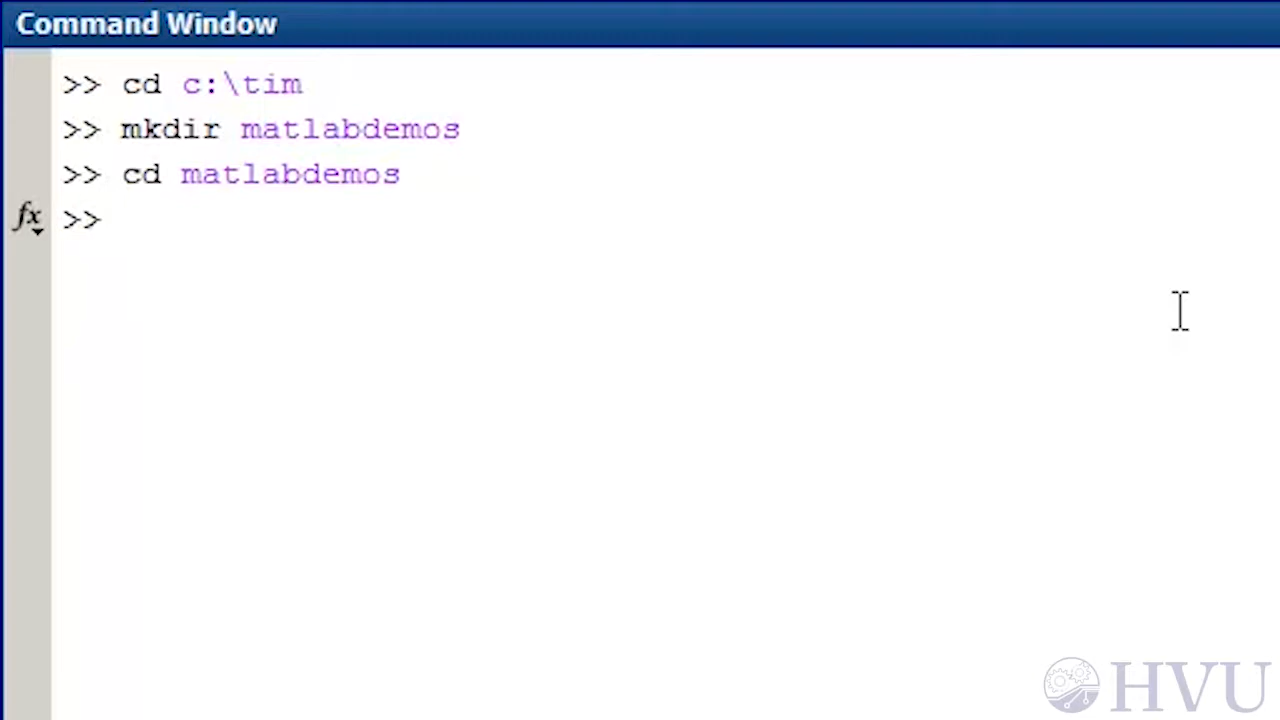 Command Window
>> cd c:\tim
>> mkdir matlabdemos
>> cd matlabdemos
fx >>
HVU